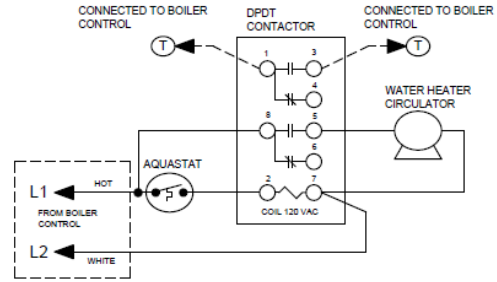 CONNECTED TO BOILER
CONTROL
DPDT
CONTACTOR
CONNECTED TO BOILER
CONTROL
T
T
1
3
4
WATER HEATER
CIRCULATOR
8
5
6
AQUASTAT
2
7
COIL 120 VAC
L1
HOT
FROM BOILER
CONTROL
L2
WHITE